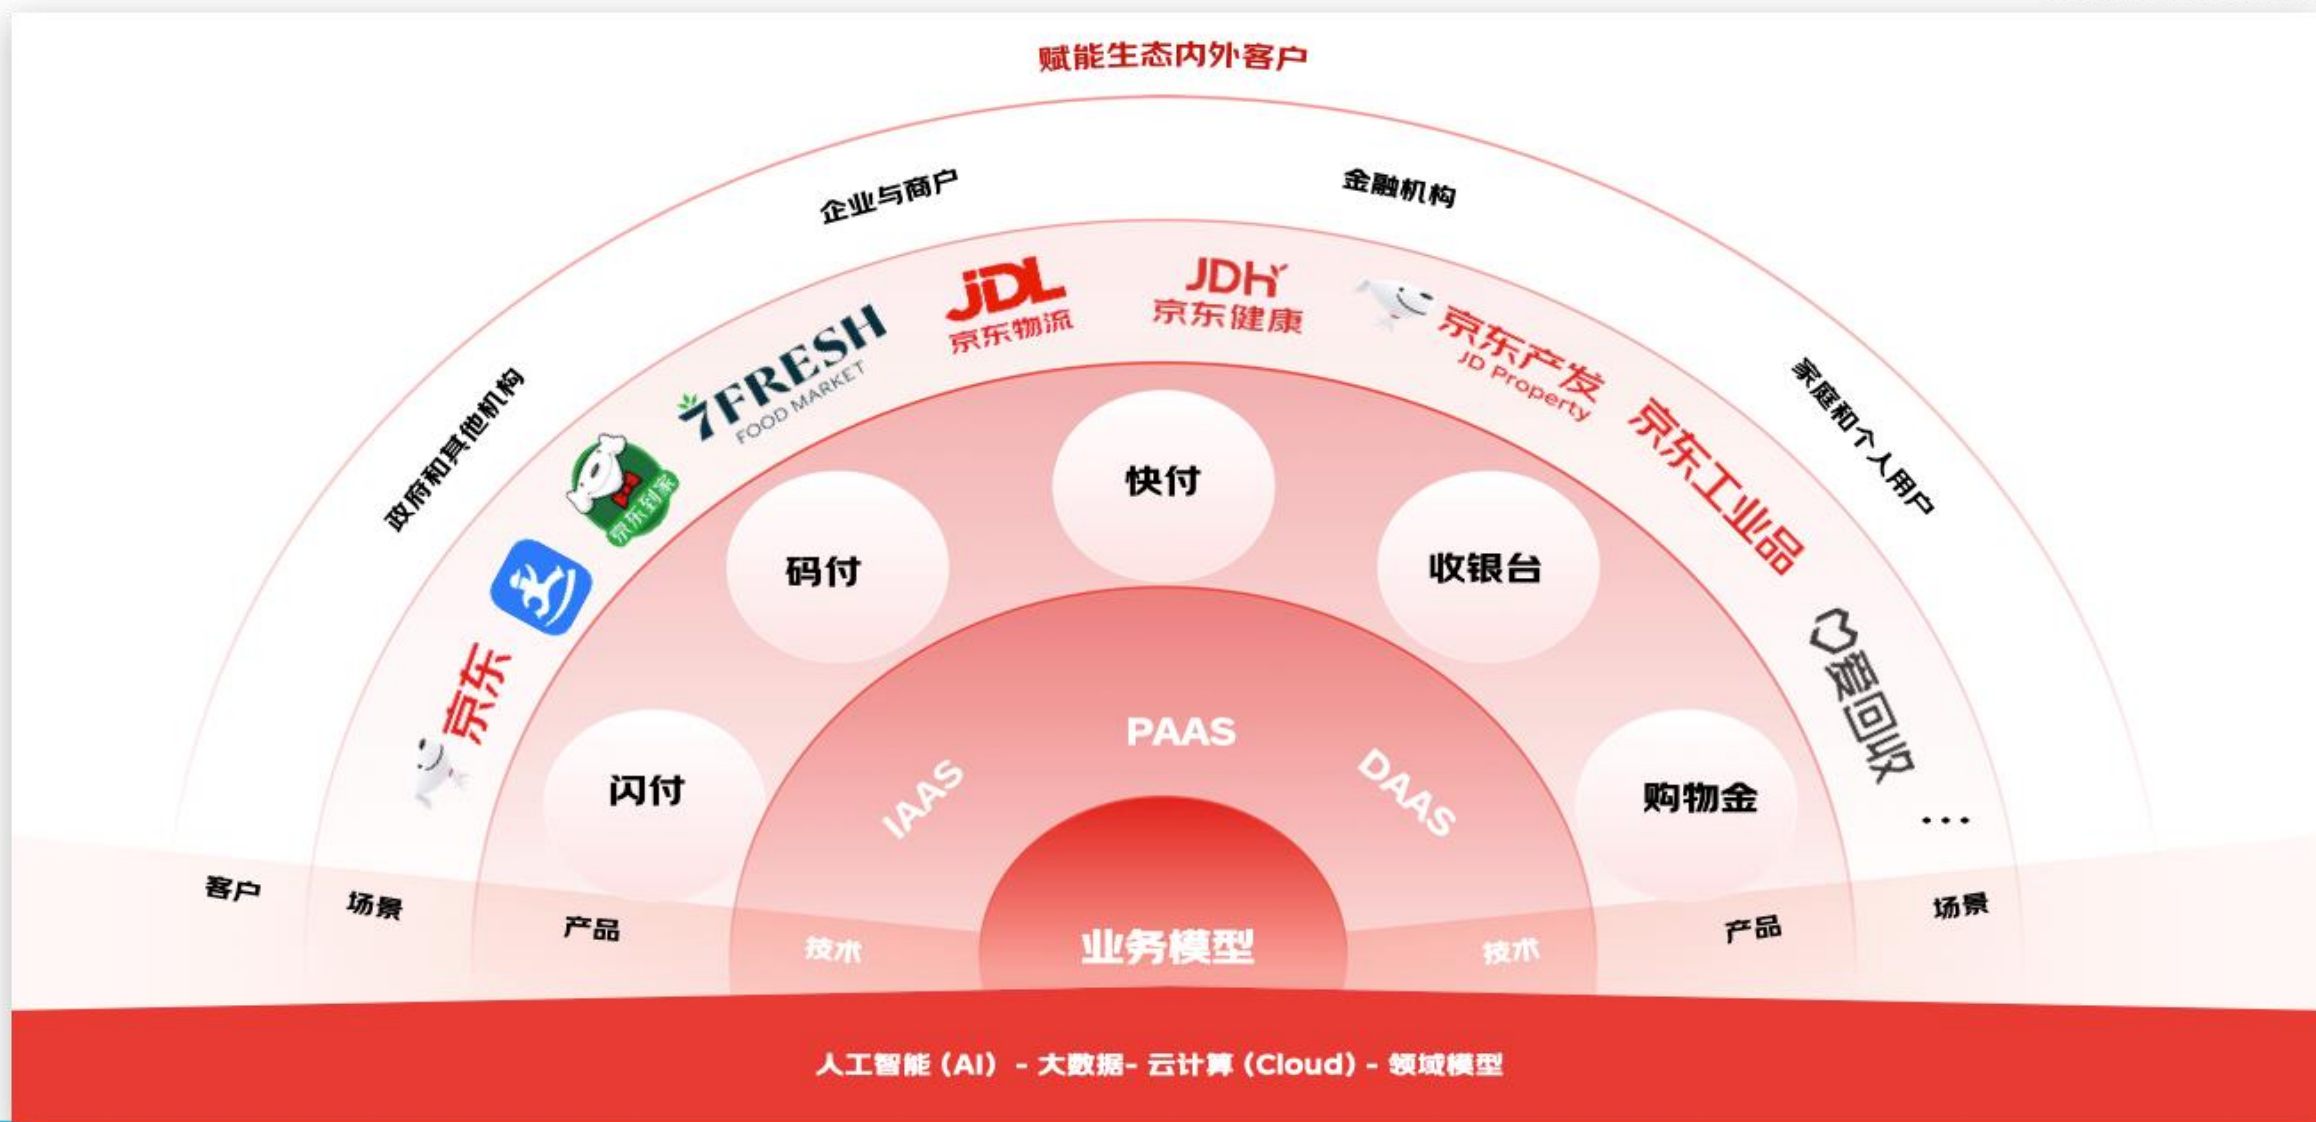 赋能生态内外客户
企业与商户
金融机构
政府和其他机构
家庭和个人用户
JDL
京东物流
JDH
京东健康
京东产发
JD Property
7FRESH
FOOD MARKET
京东工业品
京东到家
京东
爱回收
...
快付
码付
收银台
闪付
购物金
PAAS
IAAS
DAAS
客户
场景
产品
技术
业务模型
技术
产品
场景
人工智能 (AI) - 大数据- 云计算 (Cloud) - 领域模型